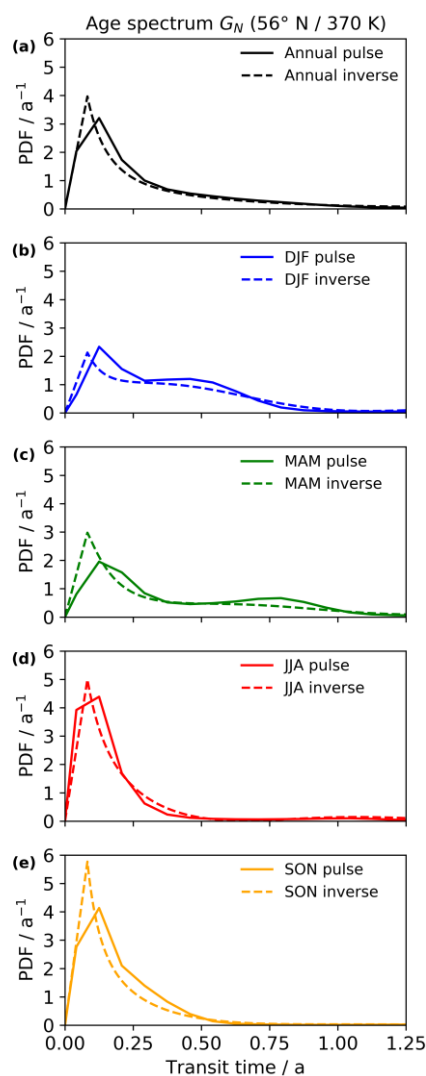 Age spectrum G_N (56° N / 370 K)
(a)
Annual pulse
Annual inverse
PDF / a⁻¹
6
5
4
3
2
1
0
(b)
DJF pulse
DJF inverse
PDF / a⁻¹
6
5
4
3
2
1
0
(c)
MAM pulse
MAM inverse
PDF / a⁻¹
6
5
4
3
2
1
0
(d)
JJA pulse
JJA inverse
PDF / a⁻¹
6
5
4
3
2
1
0
(e)
SON pulse
SON inverse
PDF / a⁻¹
6
5
4
3
2
1
0
0.00 0.25 0.50 0.75 1.00 1.25
Transit time / a